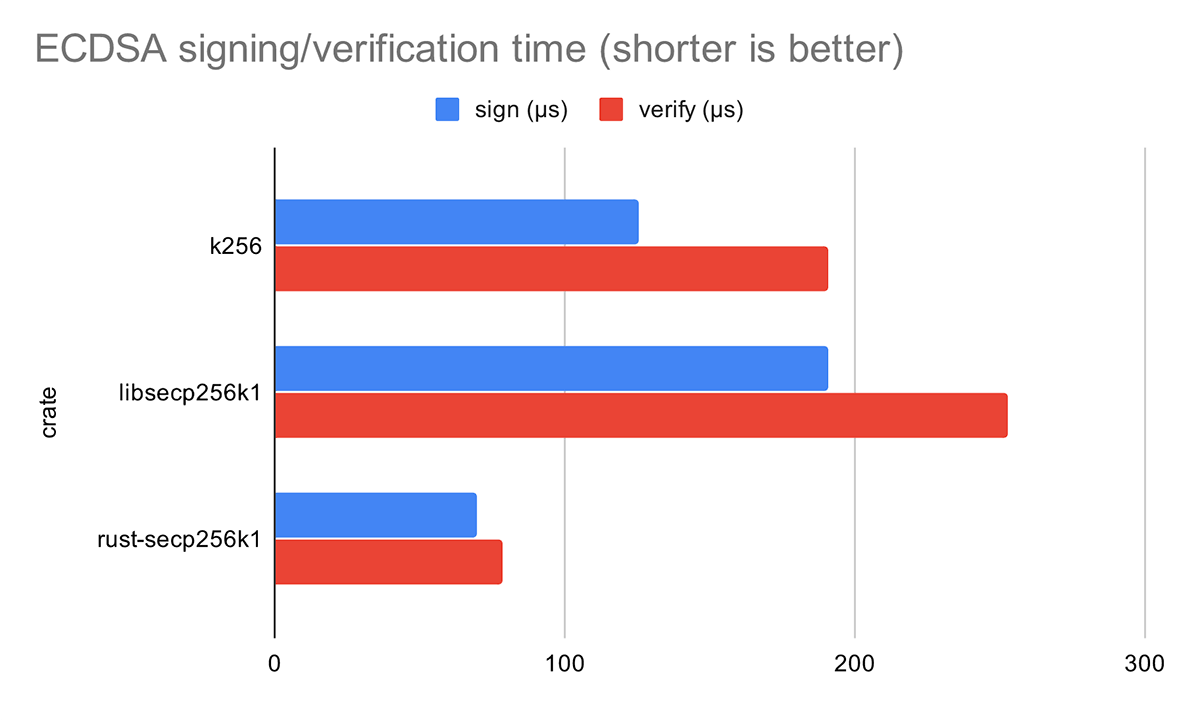 ECDSA signing/verification time (shorter is better)
sign (µs) verify (µs)
k256
libsecp256k1
rust-secp256k1
crate
0 100 200 300